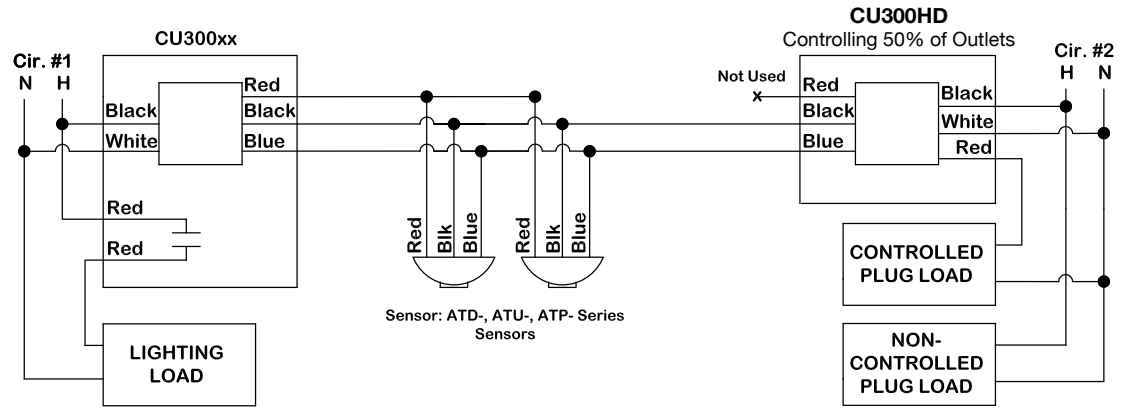 CU300xx
Cir. #1
N H
Black
White
Red
Red
Red
Black
Blue
LIGHTING
LOAD
Red
Blk
Blue
Red
Blk
Blue
Sensor: ATD-, ATU-, ATP- Series
Sensors
CU300HD
Controlling 50% of Outlets
Not Used
x
Red
Black
Blue
Black
White
Red
Cir. #2
H N
CONTROLLED
PLUG LOAD
NON-
CONTROLLED
PLUG LOAD